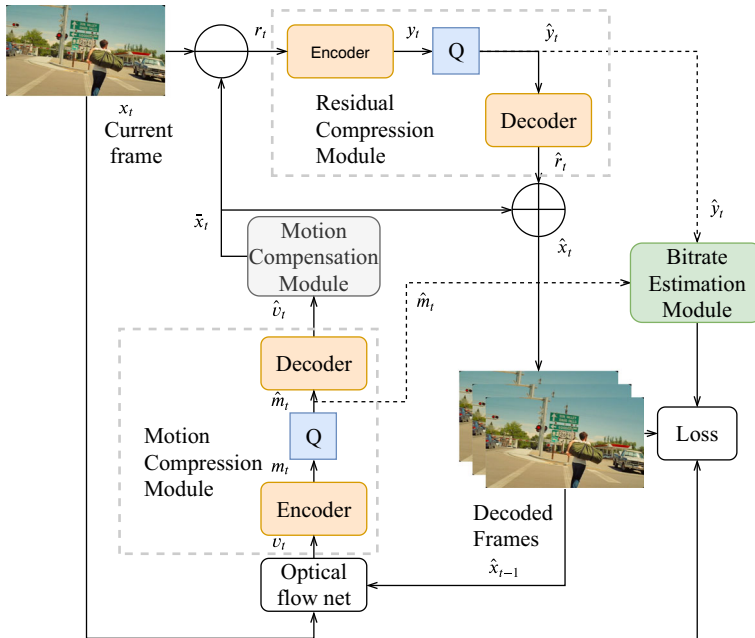 r_t
Encoder
y_t
Q
ŷ_t
x_t
Current
frame
Residual
Compression
Module
Decoder
r̂_t
x̄_t
x̂_t
ŷ_t
Motion
Compensation
Module
Bitrate
Estimation
Module
v̂_t
m̂_t
Decoder
m̂_t
Q
Motion
Compression
Module
m_t
Loss
Encoder
Decoded
Frames
v_t
Optical
flow net
x̂_{t−1}